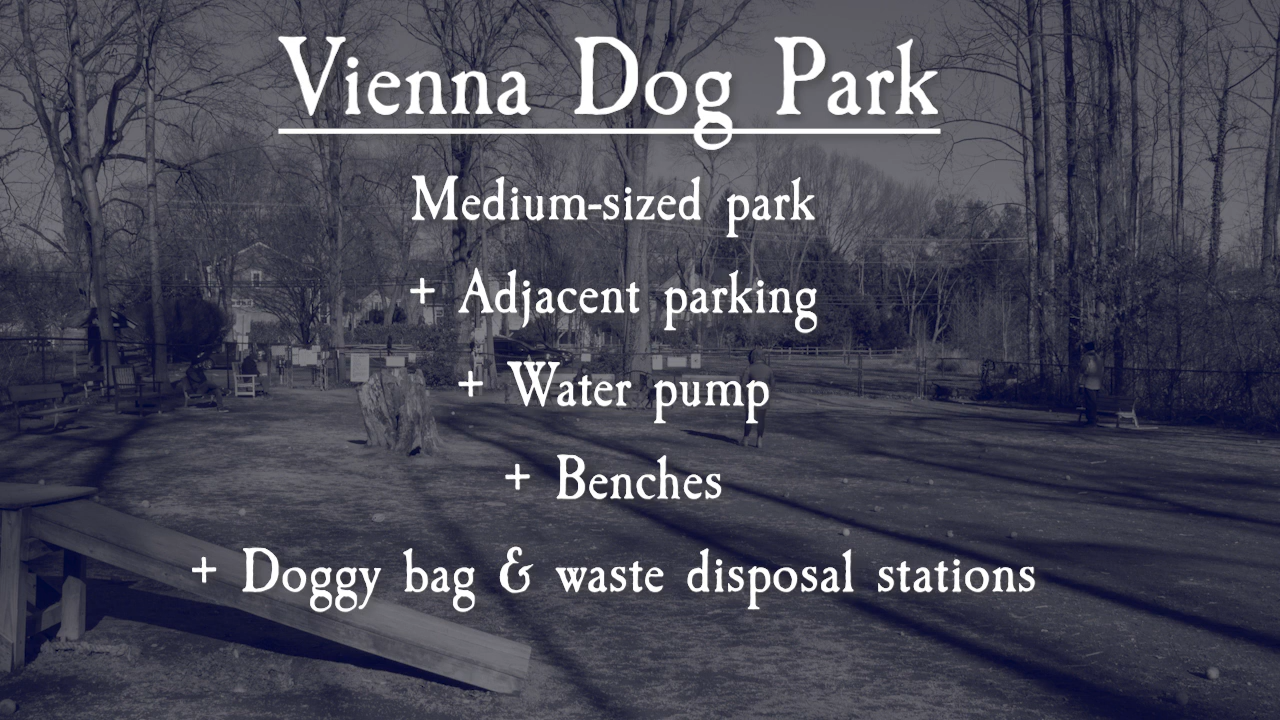 Vienna Dog Park
Medium-sized park
+ Adjacent parking
+ Water pump
+ Benches
+ Doggy bag & waste disposal stations